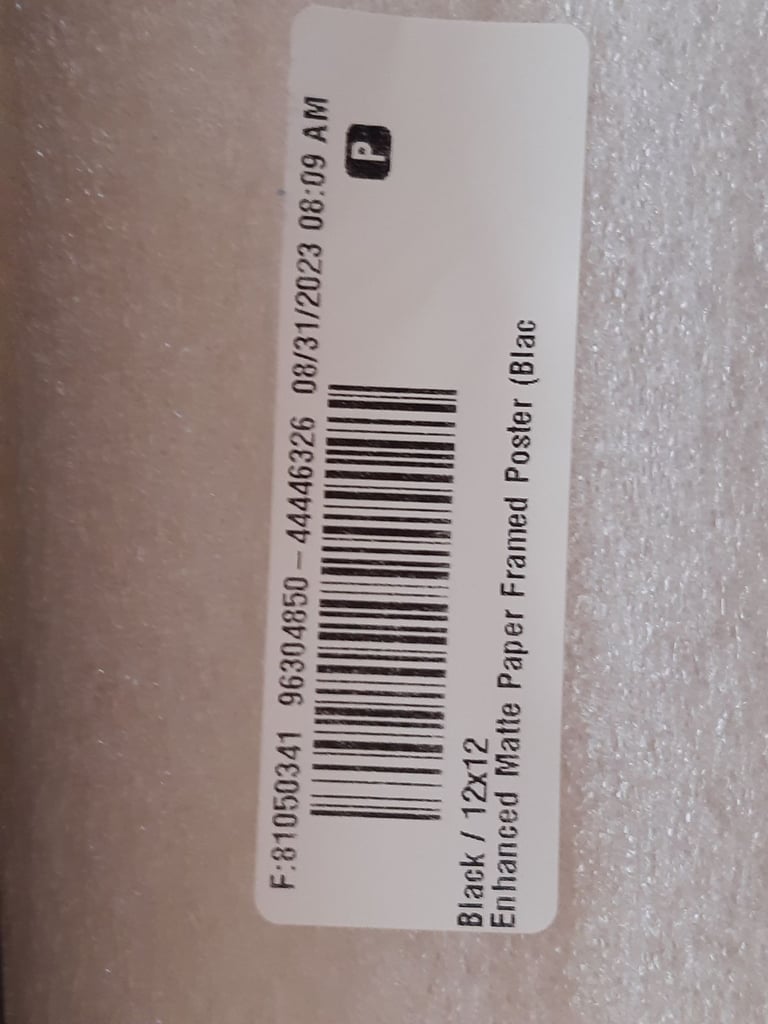 F:81050341 96304850-44446326 08/31/2023 08:09 AM
P
Black / 12x12
Enhanced Matte Paper Framed Poster (Blac